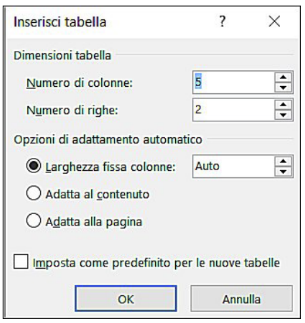 Inserisci tabella ? ×
Dimensioni tabella
Numero di colonne: 5
Numero di righe: 2
Opzioni di adattamento automatico
Larghezza fissa colonne: Auto
Adatta al contenuto
Adatta alla pagina
Imposta come predefinito per le nuove tabelle
OK Annulla